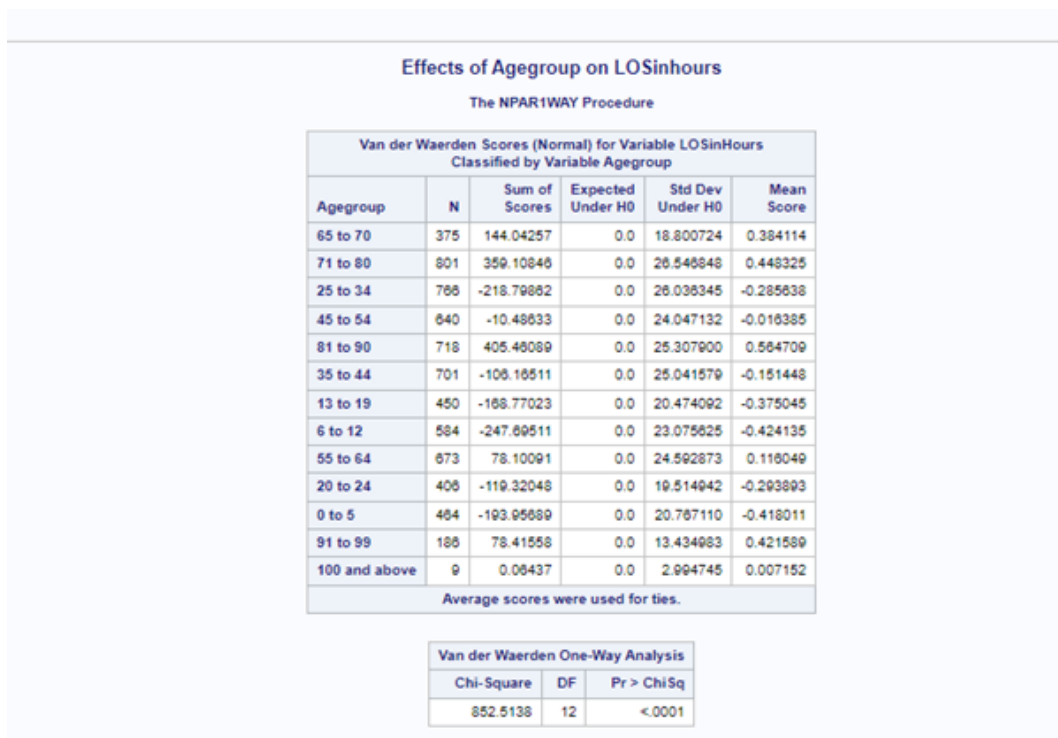 Effects of Agegroup on LOSinhours
The NPAR1WAY Procedure
Van der Waerden Scores (Normal) for Variable LOSinHours
Classified by Variable Agegroup
Agegroup N Sum of Scores Expected Under H0 Std Dev Under H0 Mean Score
65 to 70 375 144.04257 0.0 18.800724 0.384114
71 to 80 801 359.10846 0.0 26.546848 0.448325
25 to 34 766 -218.79862 0.0 26.036345 -0.285638
45 to 54 640 -10.48633 0.0 24.047132 -0.016385
81 to 90 718 405.46089 0.0 25.307900 0.564709
35 to 44 701 -106.16511 0.0 25.041579 -0.151448
13 to 19 450 -168.77023 0.0 20.474092 -0.375045
6 to 12 584 -247.69511 0.0 23.075625 -0.424135
55 to 64 673 78.10091 0.0 24.592873 0.116049
20 to 24 406 -119.32048 0.0 19.514942 -0.293893
0 to 5 464 -193.95689 0.0 20.767110 -0.418011
91 to 99 186 78.41558 0.0 13.434983 0.421589
100 and above 9 0.06437 0.0 2.994745 0.007152
Average scores were used for ties.
Van der Waerden One-Way Analysis
Chi-Square DF Pr > ChiSq
852.5138 12 <.0001